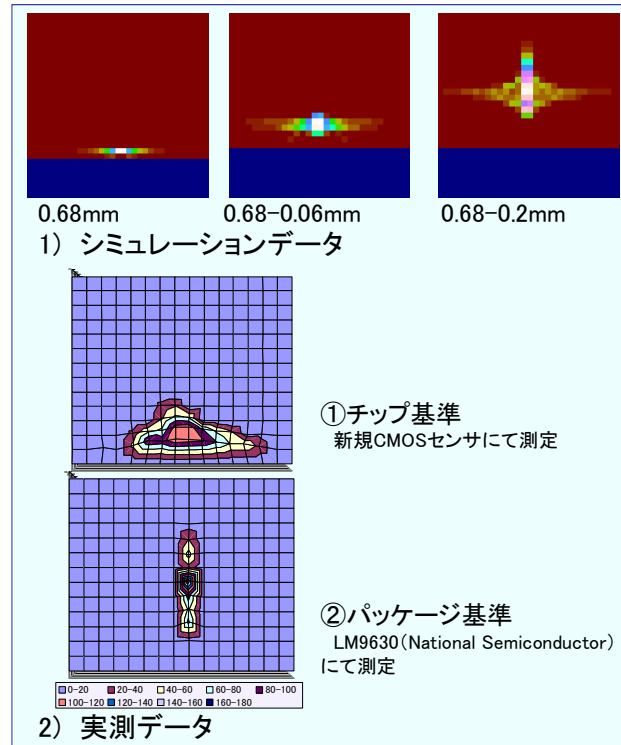 0.68mm
0.68-0.06mm
0.68-0.2mm
1) シミュレーションデータ
①チップ基準
新規CMOSセンサにて測定
②パッケージ基準
LM9630(National Semiconductor)
にて測定
0-20 20-40 40-60 60-80 80-100
100-120 120-140 140-160 160-180
2) 実測データ